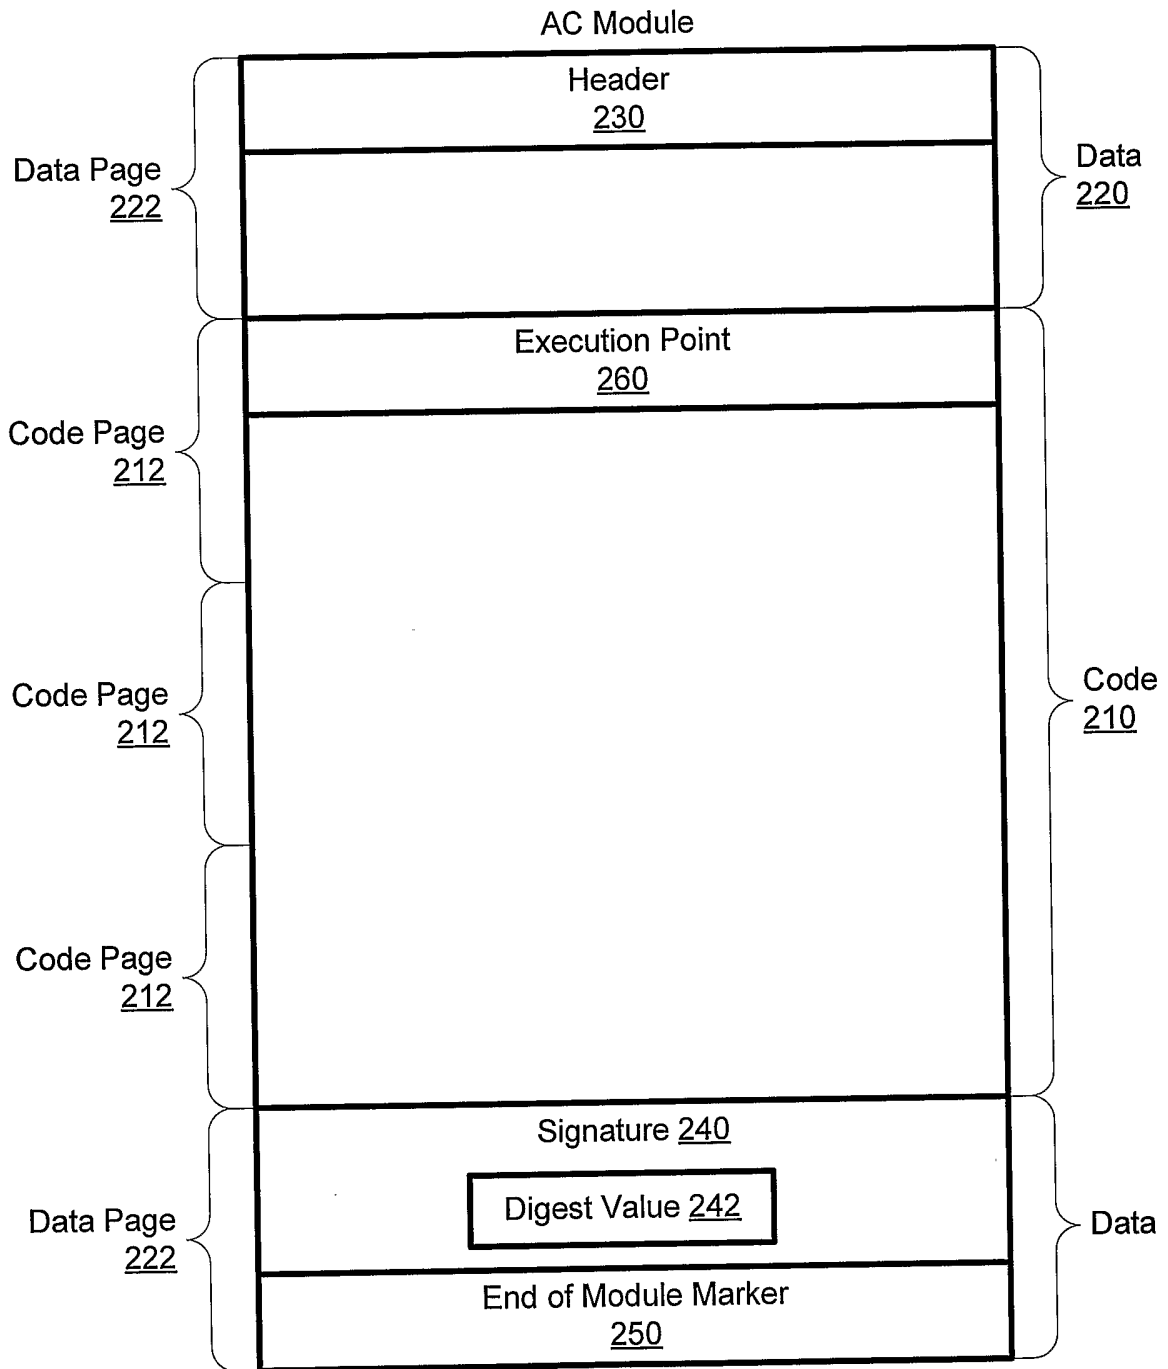 AC Module
Header
230
Data Page
222
Data
220
Execution Point
260
Code Page
212
Code Page
212
Code
210
Code Page
212
Signature 240
Digest Value 242
Data Page
222
Data
End of Module Marker
250